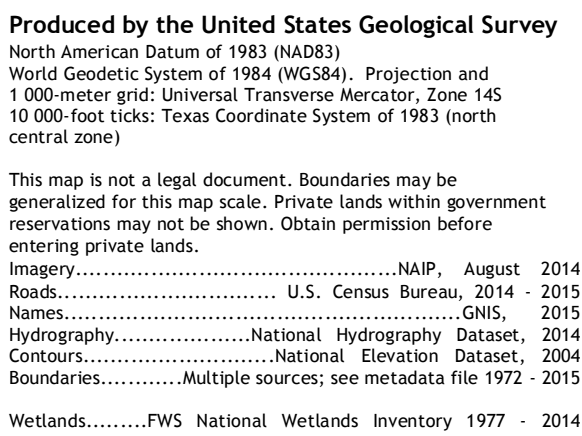 Produced by the United States Geological Survey
North American Datum of 1983 (NAD83)
World Geodetic System of 1984 (WGS84). Projection and
1 000-meter grid: Universal Transverse Mercator, Zone 14S
10 000-foot ticks: Texas Coordinate System of 1983 (north
central zone)
This map is not a legal document. Boundaries may be
generalized for this map scale. Private lands within government
reservations may not be shown. Obtain permission before
entering private lands.
Imagery..............................................NAIP, August 2014
Roads............................... U.S. Census Bureau, 2014 - 2015
Names.........................................................GNIS, 2015
Hydrography....................National Hydrography Dataset, 2014
Contours...........................National Elevation Dataset, 2004
Boundaries............Multiple sources; see metadata file 1972 - 2015
Wetlands.........FWS National Wetlands Inventory 1977 - 2014